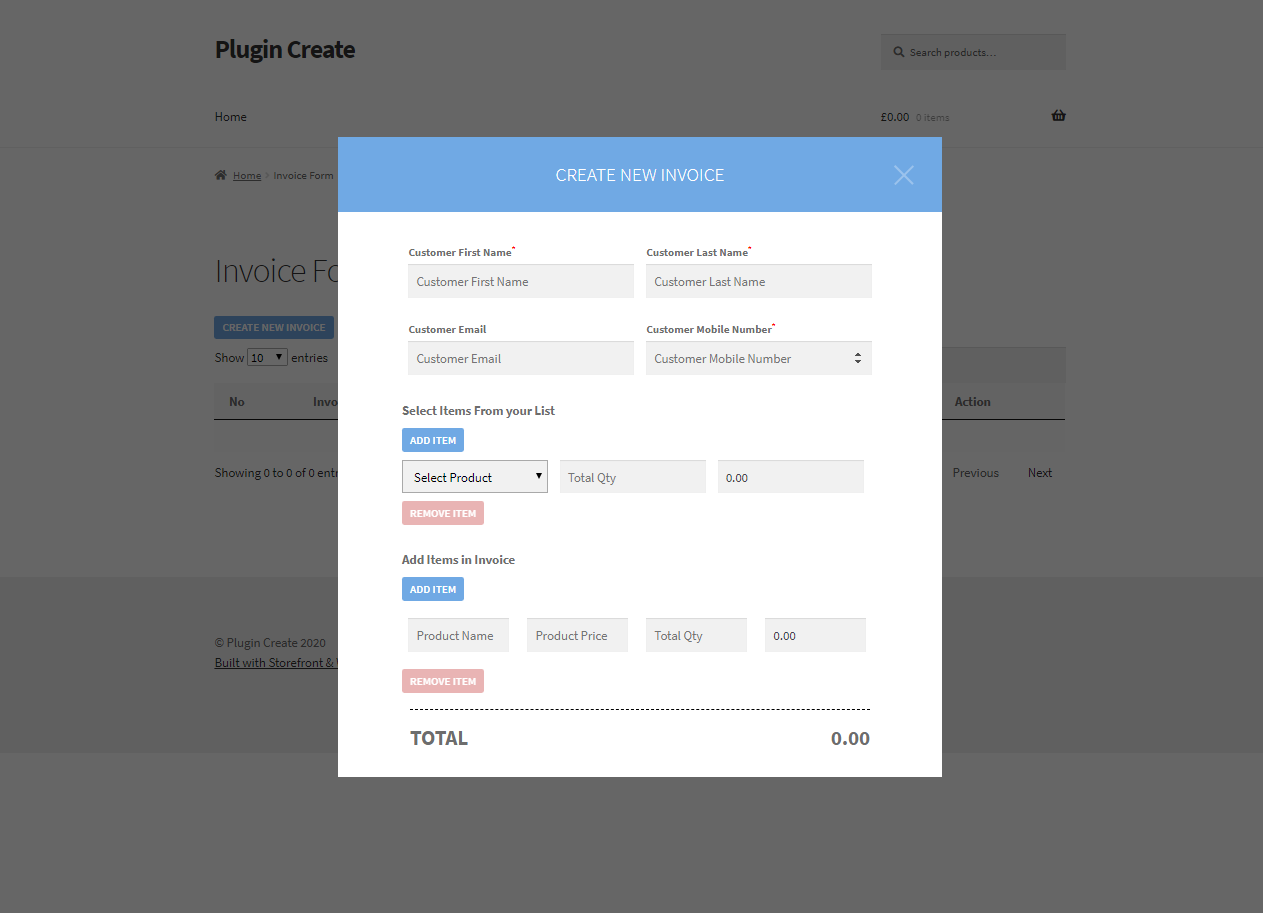 Plugin Create
Search products…
Home
£0.00 0 items
Home > Invoice Form
CREATE NEW INVOICE
Invoice Fo
CREATE NEW INVOICE
Show 10 entries
No Invo Action
Showing 0 to 0 of 0 entr
Previous Next
Customer First Name* Customer Last Name*
Customer First Name Customer Last Name
Customer Email Customer Mobile Number*
Customer Email Customer Mobile Number
Select Items From your List
ADD ITEM
Select Product Total Qty 0.00
REMOVE ITEM
Add Items in Invoice
ADD ITEM
Product Name Product Price Total Qty 0.00
REMOVE ITEM
TOTAL 0.00
© Plugin Create 2020
Built with Storefront &